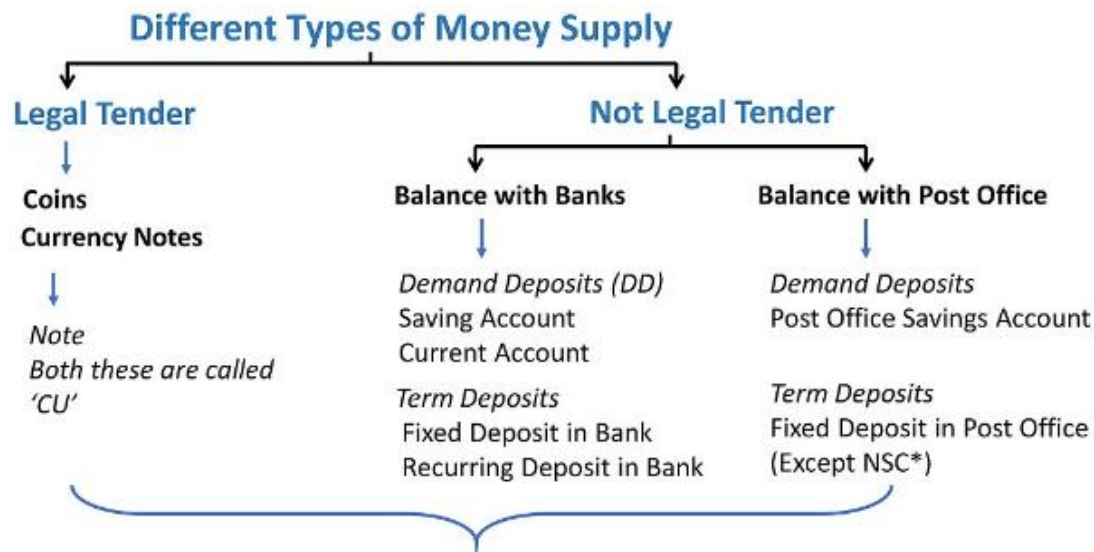 Different Types of Money Supply
Legal Tender
Not Legal Tender
Coins
Currency Notes
Note
Both these are called
‘CU’
Balance with Banks
Demand Deposits (DD)
Saving Account
Current Account
Term Deposits
Fixed Deposit in Bank
Recurring Deposit in Bank
Balance with Post Office
Demand Deposits
Post Office Savings Account
Term Deposits
Fixed Deposit in Post Office
(Except NSC*)